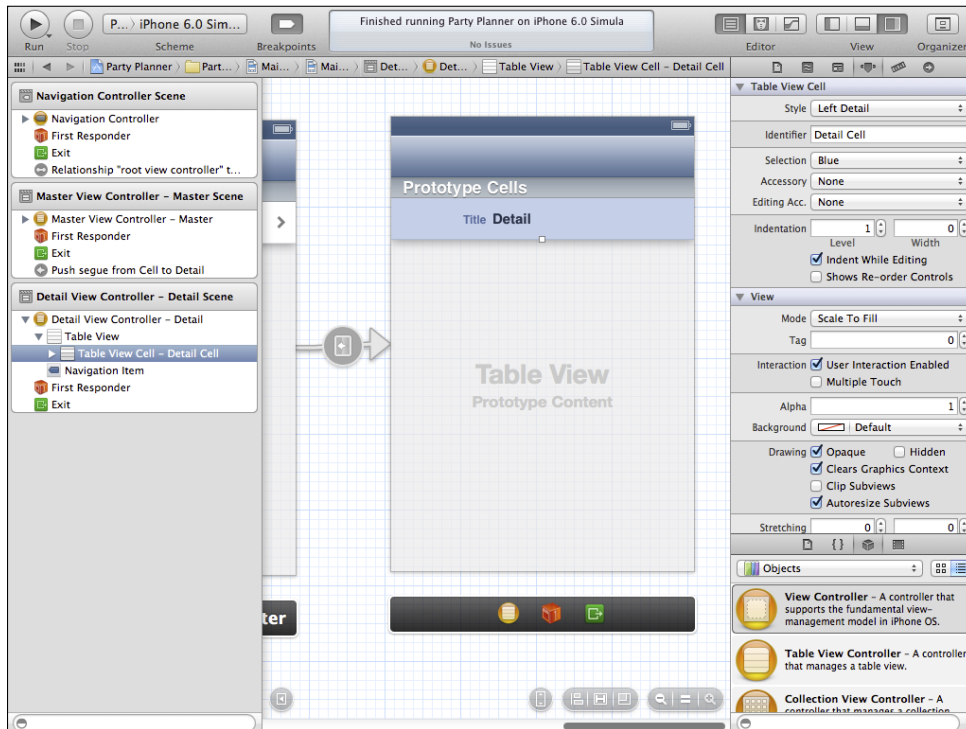 P...〉iPhone 6.0 Sim...
Finished running Party Planner on iPhone 6.0 Simula
No Issues
Run Stop Scheme Breakpoints Editor View Organizer
Party Planner Part... Mai... Mai... Det... Det... Table View Table View Cell – Detail Cell
Navigation Controller Scene
Navigation Controller
First Responder
Exit
Relationship "root view controller" t...
Master View Controller – Master Scene
Master View Controller – Master
First Responder
Exit
Push segue from Cell to Detail
Detail View Controller – Detail Scene
Detail View Controller – Detail
Table View
Table View Cell – Detail Cell
Navigation Item
First Responder
Exit
Prototype Cells
Title Detail
Table View
Prototype Content
ter
Table View Cell
Style Left Detail
Identifier Detail Cell
Selection Blue
Accessory None
Editing Acc. None
Indentation 1 0
Level Width
Indent While Editing
Shows Re-order Controls
View
Mode Scale To Fill
Tag 0
Interaction User Interaction Enabled
Multiple Touch
Alpha 1
Background Default
Drawing Opaque Hidden
Clears Graphics Context
Clip Subviews
Autoresize Subviews
Stretching 0 0
{}
Objects
View Controller – A controller that
supports the fundamental view–
management model in iPhone OS.
Table View Controller – A controller
that manages a table view.
Collection View Controller – A
controller that manages a collection